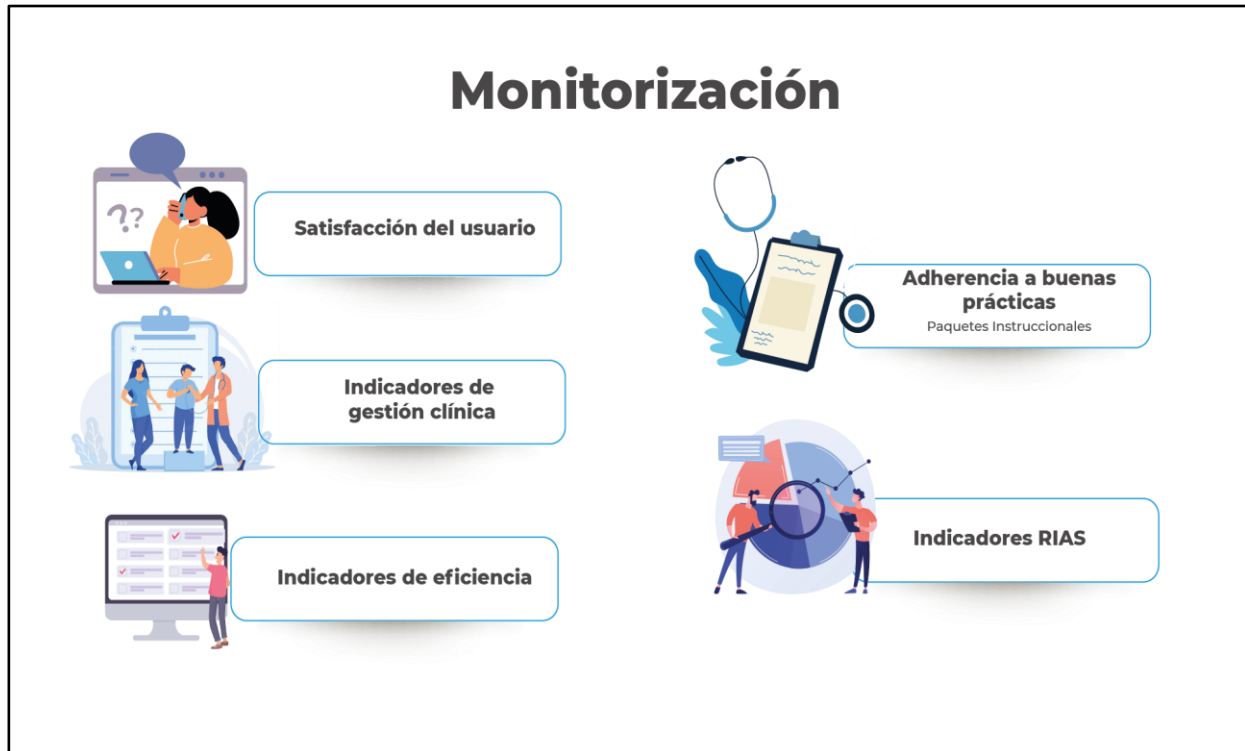 Monitorización
??
Satisfacción del usuario
Indicadores de
gestión clínica
Indicadores de eficiencia
Adherencia a buenas
prácticas
Paquetes Instruccionales
Indicadores RIAS